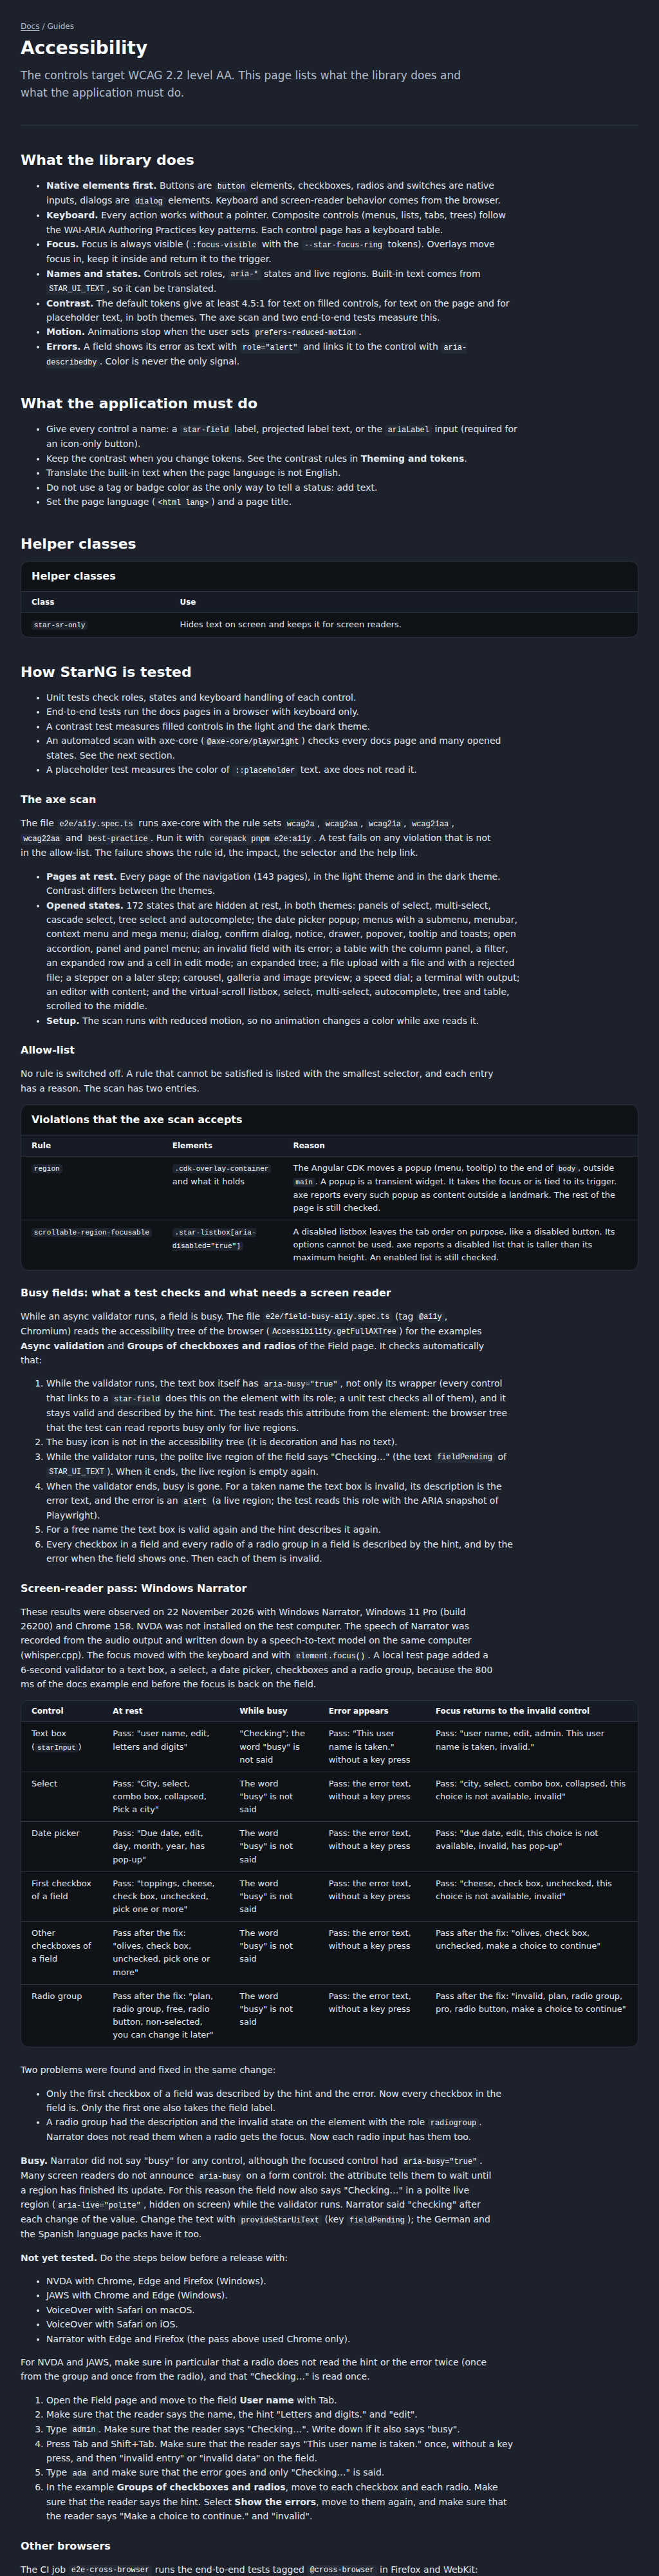 Docs / Guides
Accessibility
The controls target WCAG 2.2 level AA. This page lists what the library does and
what the application must do.
What the library does
• Native elements first. Buttons are button elements, checkboxes, radios and switches are native
inputs, dialogs are dialog elements. Keyboard and screen-reader behavior comes from the browser.
• Keyboard. Every action works without a pointer. Composite controls (menus, lists, tabs, trees) follow
the WAI-ARIA Authoring Practices key patterns. Each control page has a keyboard table.
• Focus. Focus is always visible (:focus-visible with the --star-focus-ring tokens). Overlays move
focus in, keep it inside and return it to the trigger.
• Names and states. Controls set roles, aria-* states and live regions. Built-in text comes from
STAR_UI_TEXT, so it can be translated.
• Contrast. The default tokens give at least 4.5:1 for text on filled controls, for text on the page and for
placeholder text, in both themes. The axe scan and two end-to-end tests measure this.
• Motion. Animations stop when the user sets prefers-reduced-motion.
• Errors. A field shows its error as text with role="alert" and links it to the control with aria-
describedby. Color is never the only signal.
What the application must do
• Give every control a name: a star-field label, projected label text, or the ariaLabel input (required for
an icon-only button).
• Keep the contrast when you change tokens. See the contrast rules in Theming and tokens.
• Translate the built-in text when the page language is not English.
• Do not use a tag or badge color as the only way to tell a status: add text.
• Set the page language (<html lang>) and a page title.
Helper classes
Helper classes
Class Use
star-sr-only Hides text on screen and keeps it for screen readers.
How StarNG is tested
• Unit tests check roles, states and keyboard handling of each control.
• End-to-end tests run the docs pages in a browser with keyboard only.
• A contrast test measures filled controls in the light and the dark theme.
• An automated scan with axe-core (@axe-core/playwright) checks every docs page and many opened
states. See the next section.
• A placeholder test measures the color of ::placeholder text. axe does not read it.
The axe scan
The file e2e/a11y.spec.ts runs axe-core with the rule sets wcag2a, wcag2aa, wcag21a, wcag21aa,
wcag22aa and best-practice. Run it with corepack pnpm e2e:a11y. A test fails on any violation that is not
in the allow-list. The failure shows the rule id, the impact, the selector and the help link.
• Pages at rest. Every page of the navigation (143 pages), in the light theme and in the dark theme.
Contrast differs between the themes.
• Opened states. 172 states that are hidden at rest, in both themes: panels of select, multi-select,
cascade select, tree select and autocomplete; the date picker popup; menus with a submenu, menubar,
context menu and mega menu; dialog, confirm dialog, notice, drawer, popover, tooltip and toasts; open
accordion, panel and panel menu; an invalid field with its error; a table with the column panel, a filter,
an expanded row and a cell in edit mode; an expanded tree; a file upload with a file and with a rejected
file; a stepper on a later step; carousel, galleria and image preview; a speed dial; a terminal with output;
an editor with content; and the virtual-scroll listbox, select, multi-select, autocomplete, tree and table,
scrolled to the middle.
• Setup. The scan runs with reduced motion, so no animation changes a color while axe reads it.
Allow-list
No rule is switched off. A rule that cannot be satisfied is listed with the smallest selector, and each entry
has a reason. The scan has two entries.
Violations that the axe scan accepts
Rule Elements Reason
region .cdk-overlay-container The Angular CDK moves a popup (menu, tooltip) to the end of body, outside
and what it holds main. A popup is a transient widget. It takes the focus or is tied to its trigger.
axe reports every such popup as content outside a landmark. The rest of the
page is still checked.
scrollable-region-focusable .star-listbox[aria- A disabled listbox leaves the tab order on purpose, like a disabled button. Its
disabled="true"] options cannot be used. axe reports a disabled list that is taller than its
maximum height. An enabled list is still checked.
Busy fields: what a test checks and what needs a screen reader
While an async validator runs, a field is busy. The file e2e/field-busy-a11y.spec.ts (tag @a11y,
Chromium) reads the accessibility tree of the browser (Accessibility.getFullAXTree) for the examples
Async validation and Groups of checkboxes and radios of the Field page. It checks automatically
that:
1. While the validator runs, the text box itself has aria-busy="true", not only its wrapper (every control
that links to a star-field does this on the element with its role; a unit test checks all of them), and it
stays valid and described by the hint. The test reads this attribute from the element: the browser tree
that the test can read reports busy only for live regions.
2. The busy icon is not in the accessibility tree (it is decoration and has no text).
3. While the validator runs, the polite live region of the field says "Checking…" (the text fieldPending of
STAR_UI_TEXT). When it ends, the live region is empty again.
4. When the validator ends, busy is gone. For a taken name the text box is invalid, its description is the
error text, and the error is an alert (a live region; the test reads this role with the ARIA snapshot of
Playwright).
5. For a free name the text box is valid again and the hint describes it again.
6. Every checkbox in a field and every radio of a radio group in a field is described by the hint, and by the
error when the field shows one. Then each of them is invalid.
Screen-reader pass: Windows Narrator
These results were observed on 22 November 2026 with Windows Narrator, Windows 11 Pro (build
26200) and Chrome 158. NVDA was not installed on the test computer. The speech of Narrator was
recorded from the audio output and written down by a speech-to-text model on the same computer
(whisper.cpp). The focus moved with the keyboard and with element.focus(). A local test page added a
6-second validator to a text box, a select, a date picker, checkboxes and a radio group, because the 800
ms of the docs example end before the focus is back on the field.
Control At rest While busy Error appears Focus returns to the invalid control
Text box Pass: "user name, edit, "Checking"; the Pass: "This user Pass: "user name, edit, admin. This user
(starInput) letters and digits" word "busy" is name is taken." name is taken, invalid."
not said without a key press
Select Pass: "City, select, The word Pass: the error text, Pass: "city, select, combo box, collapsed, this
combo box, collapsed, "busy" is not without a key press choice is not available, invalid"
Pick a city" said
Date picker Pass: "Due date, edit, The word Pass: the error text, Pass: "due date, edit, this choice is not
day, month, year, has "busy" is not without a key press available, invalid, has pop-up"
pop-up" said
First checkbox Pass: "toppings, cheese, The word Pass: the error text, Pass: "cheese, check box, unchecked, this
of a field check box, unchecked, "busy" is not without a key press choice is not available, invalid"
pick one or more" said
Other Pass after the fix: The word Pass: the error text, Pass after the fix: "olives, check box,
checkboxes of "olives, check box, "busy" is not without a key press unchecked, make a choice to continue"
a field unchecked, pick one or said
more"
Radio group Pass after the fix: "plan, The word Pass: the error text, Pass after the fix: "invalid, plan, radio group,
radio group, free, radio "busy" is not without a key press pro, radio button, make a choice to continue"
button, non-selected, said
you can change it later"
Two problems were found and fixed in the same change:
• Only the first checkbox of a field was described by the hint and the error. Now every checkbox in the
field is. Only the first one also takes the field label.
• A radio group had the description and the invalid state on the element with the role radiogroup.
Narrator does not read them when a radio gets the focus. Now each radio input has them too.
Busy. Narrator did not say "busy" for any control, although the focused control had aria-busy="true".
Many screen readers do not announce aria-busy on a form control: the attribute tells them to wait until
a region has finished its update. For this reason the field now also says "Checking…" in a polite live
region (aria-live="polite", hidden on screen) while the validator runs. Narrator said "checking" after
each change of the value. Change the text with provideStarUiText (key fieldPending); the German and
the Spanish language packs have it too.
Not yet tested. Do the steps below before a release with:
• NVDA with Chrome, Edge and Firefox (Windows).
• JAWS with Chrome and Edge (Windows).
• VoiceOver with Safari on macOS.
• VoiceOver with Safari on iOS.
• Narrator with Edge and Firefox (the pass above used Chrome only).
For NVDA and JAWS, make sure in particular that a radio does not read the hint or the error twice (once
from the group and once from the radio), and that "Checking…" is read once.
1. Open the Field page and move to the field User name with Tab.
2. Make sure that the reader says the name, the hint "Letters and digits." and "edit".
3. Type admin. Make sure that the reader says "Checking…". Write down if it also says "busy".
4. Press Tab and Shift+Tab. Make sure that the reader says "This user name is taken." once, without a key
press, and then "invalid entry" or "invalid data" on the field.
5. Type ada and make sure that the error goes and only "Checking…" is said.
6. In the example Groups of checkboxes and radios, move to each checkbox and each radio. Make
sure that the reader says the hint. Select Show the errors, move to them again, and make sure that
the reader says "Make a choice to continue." and "invalid".
Other browsers
The CI job e2e-cross-browser runs the end-to-end tests tagged @cross-browser in Firefox and WebKit: